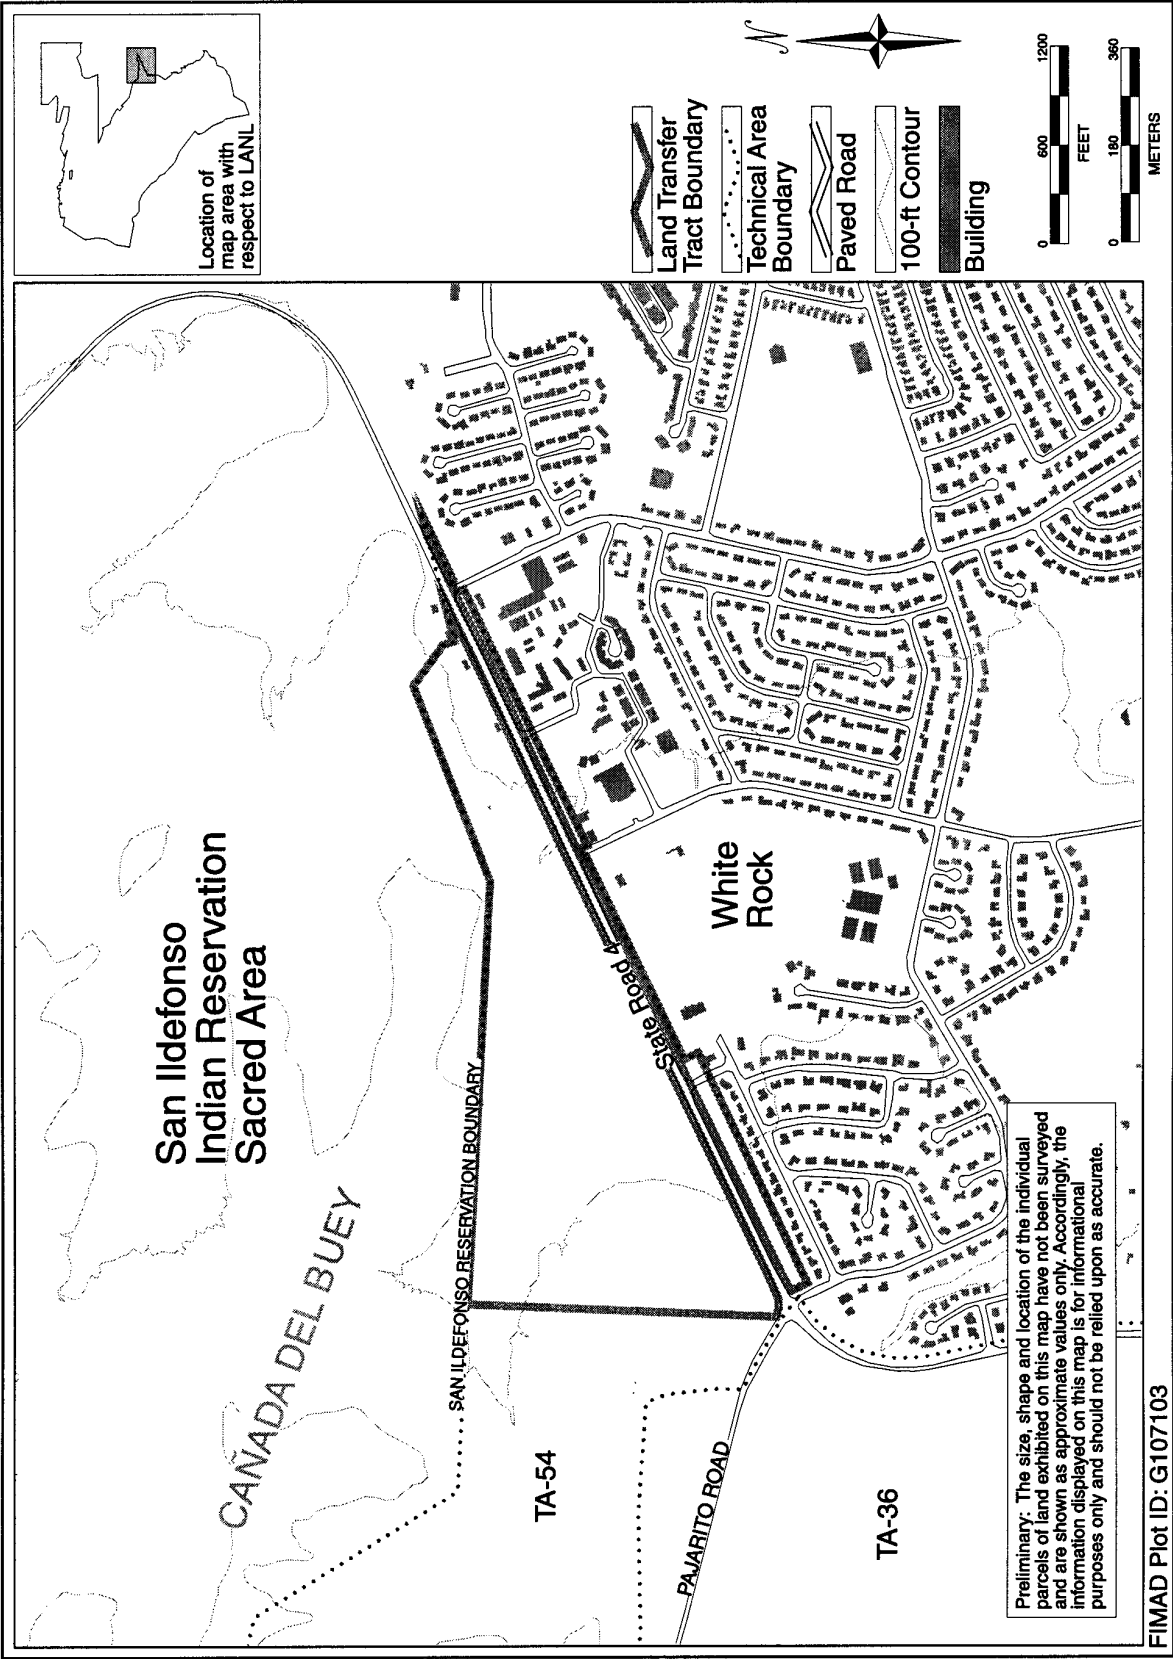 San Ildefonso
Indian Reservation
Sacred Area
CAÑADA DEL BUEY
SAN ILDEFONSO RESERVATION BOUNDARY
State Road 4
White
Rock
TA-54
PAJARITO ROAD
TA-36
Location of
map area with
respect to LANL
N
Land Transfer
Tract Boundary
Technical Area
Boundary
Paved Road
100-ft Contour
Building
0 600 1200
FEET
0 180 360
METERS
Preliminary: The size, shape and location of the individual
parcels of land exhibited on this map have not been surveyed
and are shown as approximate values only. Accordingly, the
information displayed on this map is for informational
purposes only and should not be relied upon as accurate.
FIMAD Plot ID: G107103